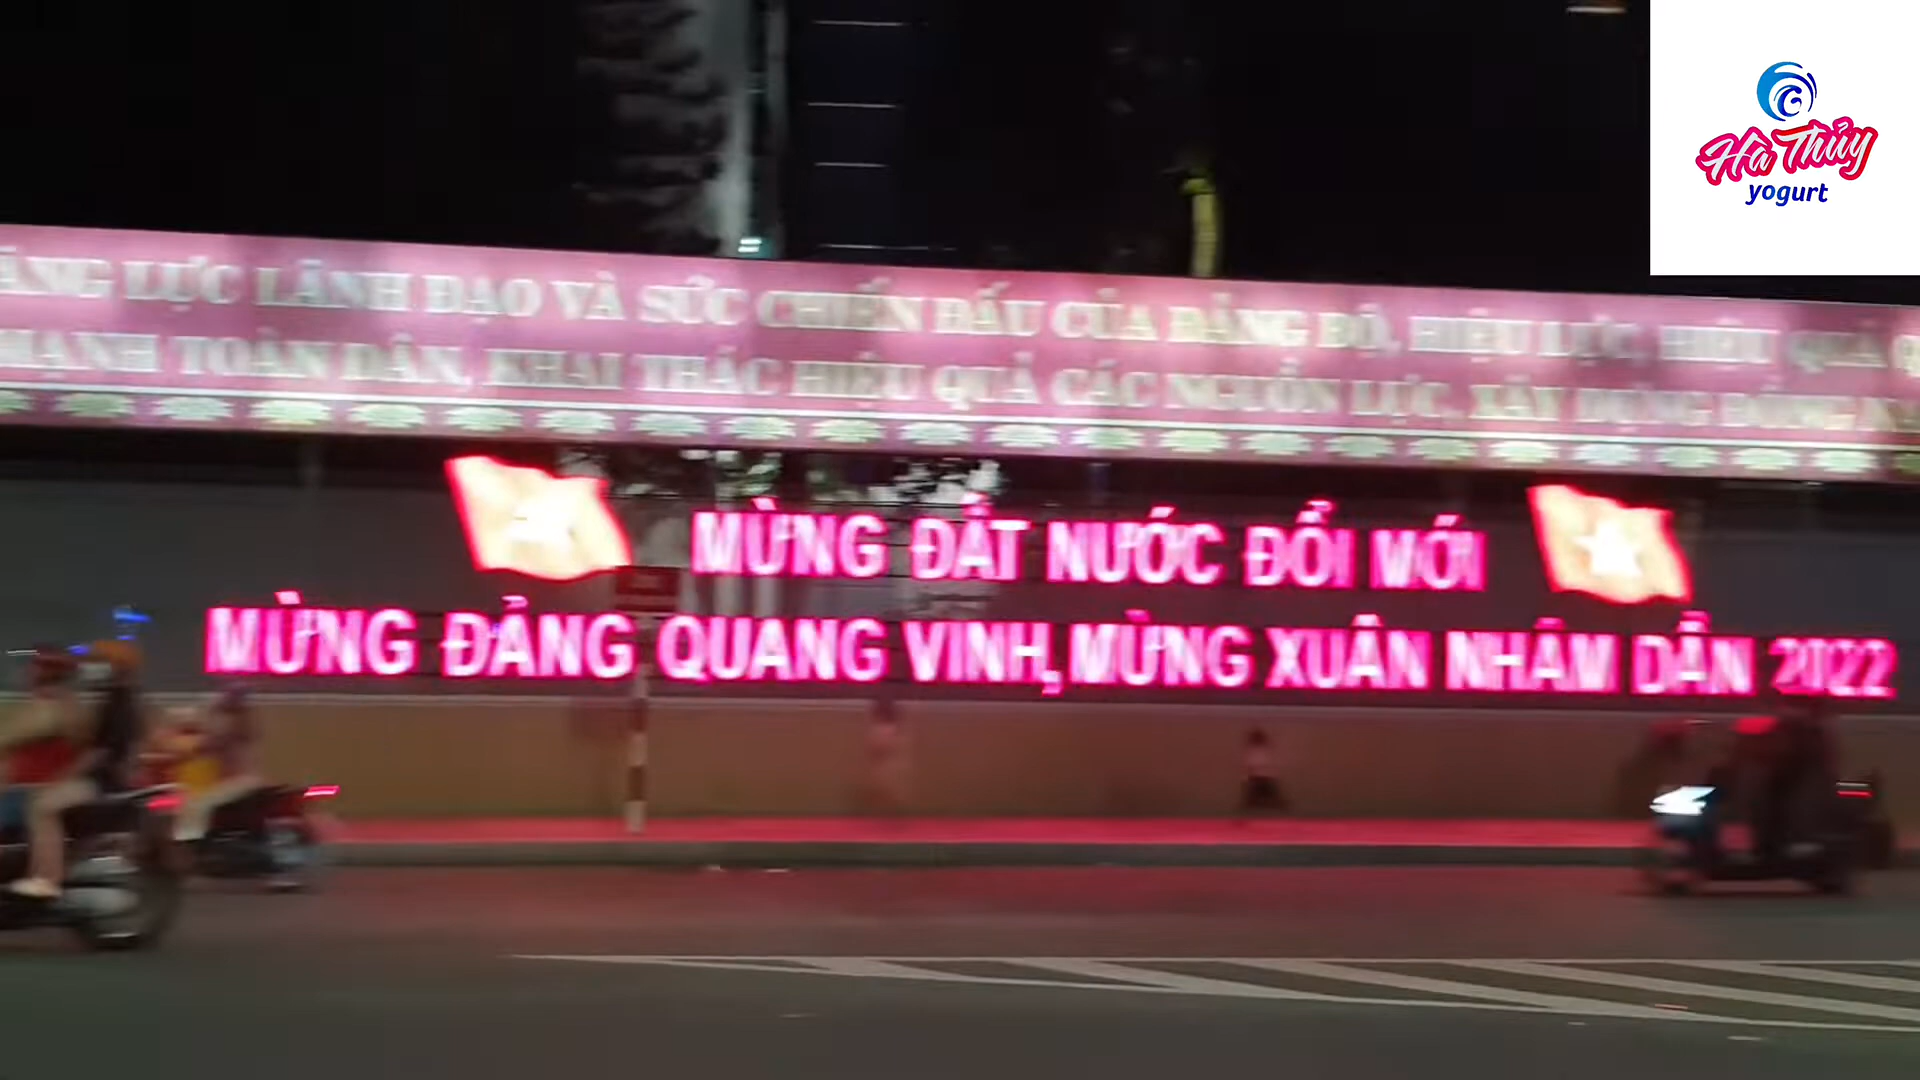 Hà Thủy
yogurt
LỰC LÃNH ĐẠO VÀ SỨC CHIẾN ĐẤU CỦA ĐẢNG BỘ, HIỆU LỰC, HIỆU QUẢ
MẠNH TOÀN DÂN, KHAI THÁC HIỆU QUẢ CÁC NGUỒN LỰC, XÂY DỰNG
MỪNG ĐẤT NƯỚC ĐỔI MỚI
MỪNG ĐẢNG QUANG VINH, MỪNG XUÂN NHÂM DẦN 2022